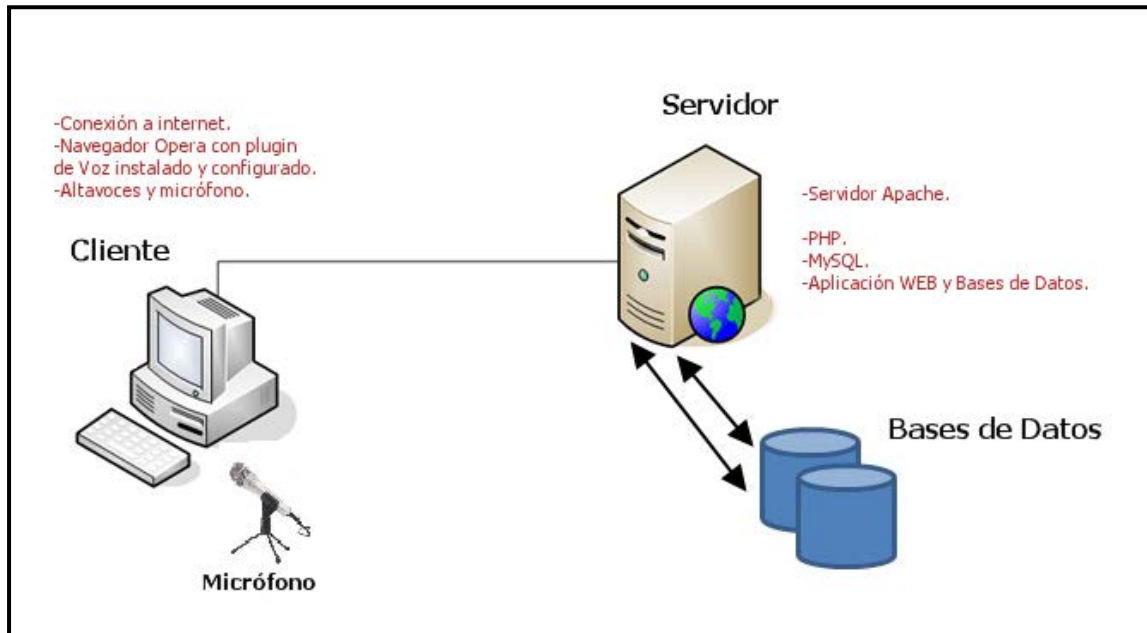 Servidor
-Conexión a internet.
-Navegador Opera con plugin
de Voz instalado y configurado.
-Altavoces y micrófono.
-Servidor Apache.
-PHP.
-MySQL.
-Aplicación WEB y Bases de Datos.
Cliente
Bases de Datos
Micrófono